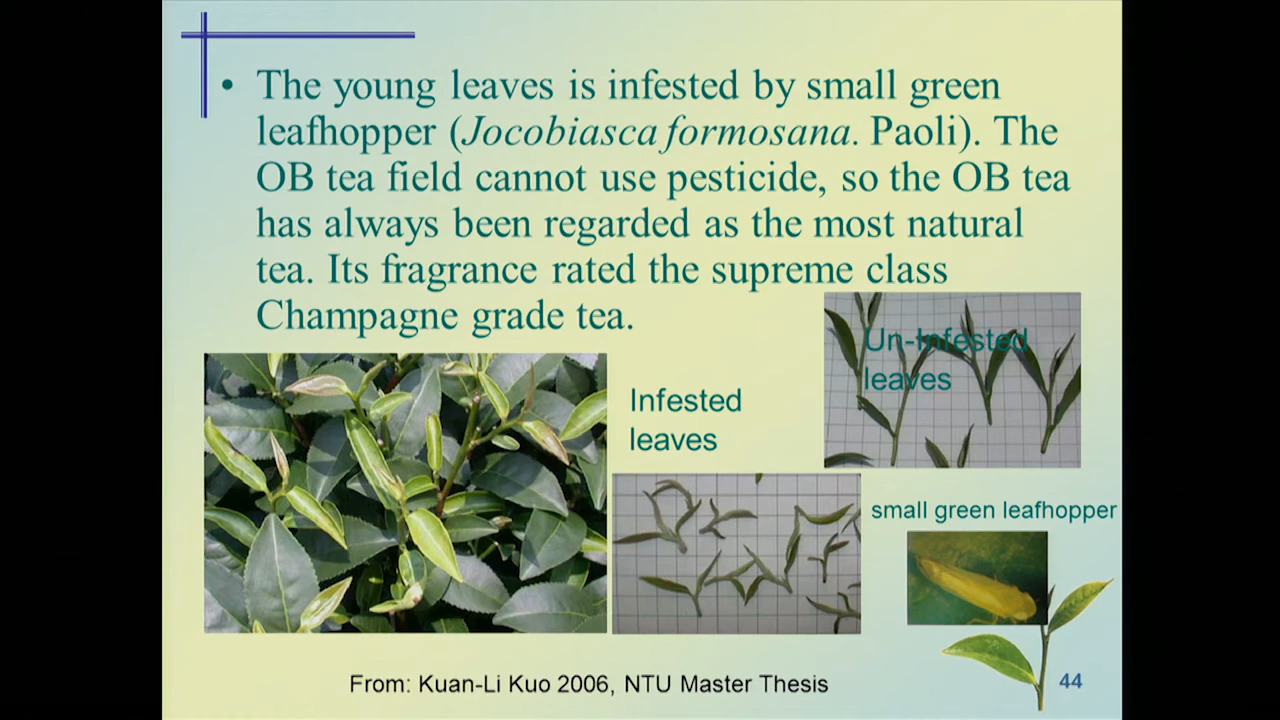 • The young leaves is infested by small green
leafhopper (Jocobiasca formosana. Paoli). The
OB tea field cannot use pesticide, so the OB tea
has always been regarded as the most natural
tea. Its fragrance rated the supreme class
Champagne grade tea.
Un-Infested
leaves
Infested
leaves
small green leafhopper
From: Kuan-Li Kuo 2006, NTU Master Thesis
44